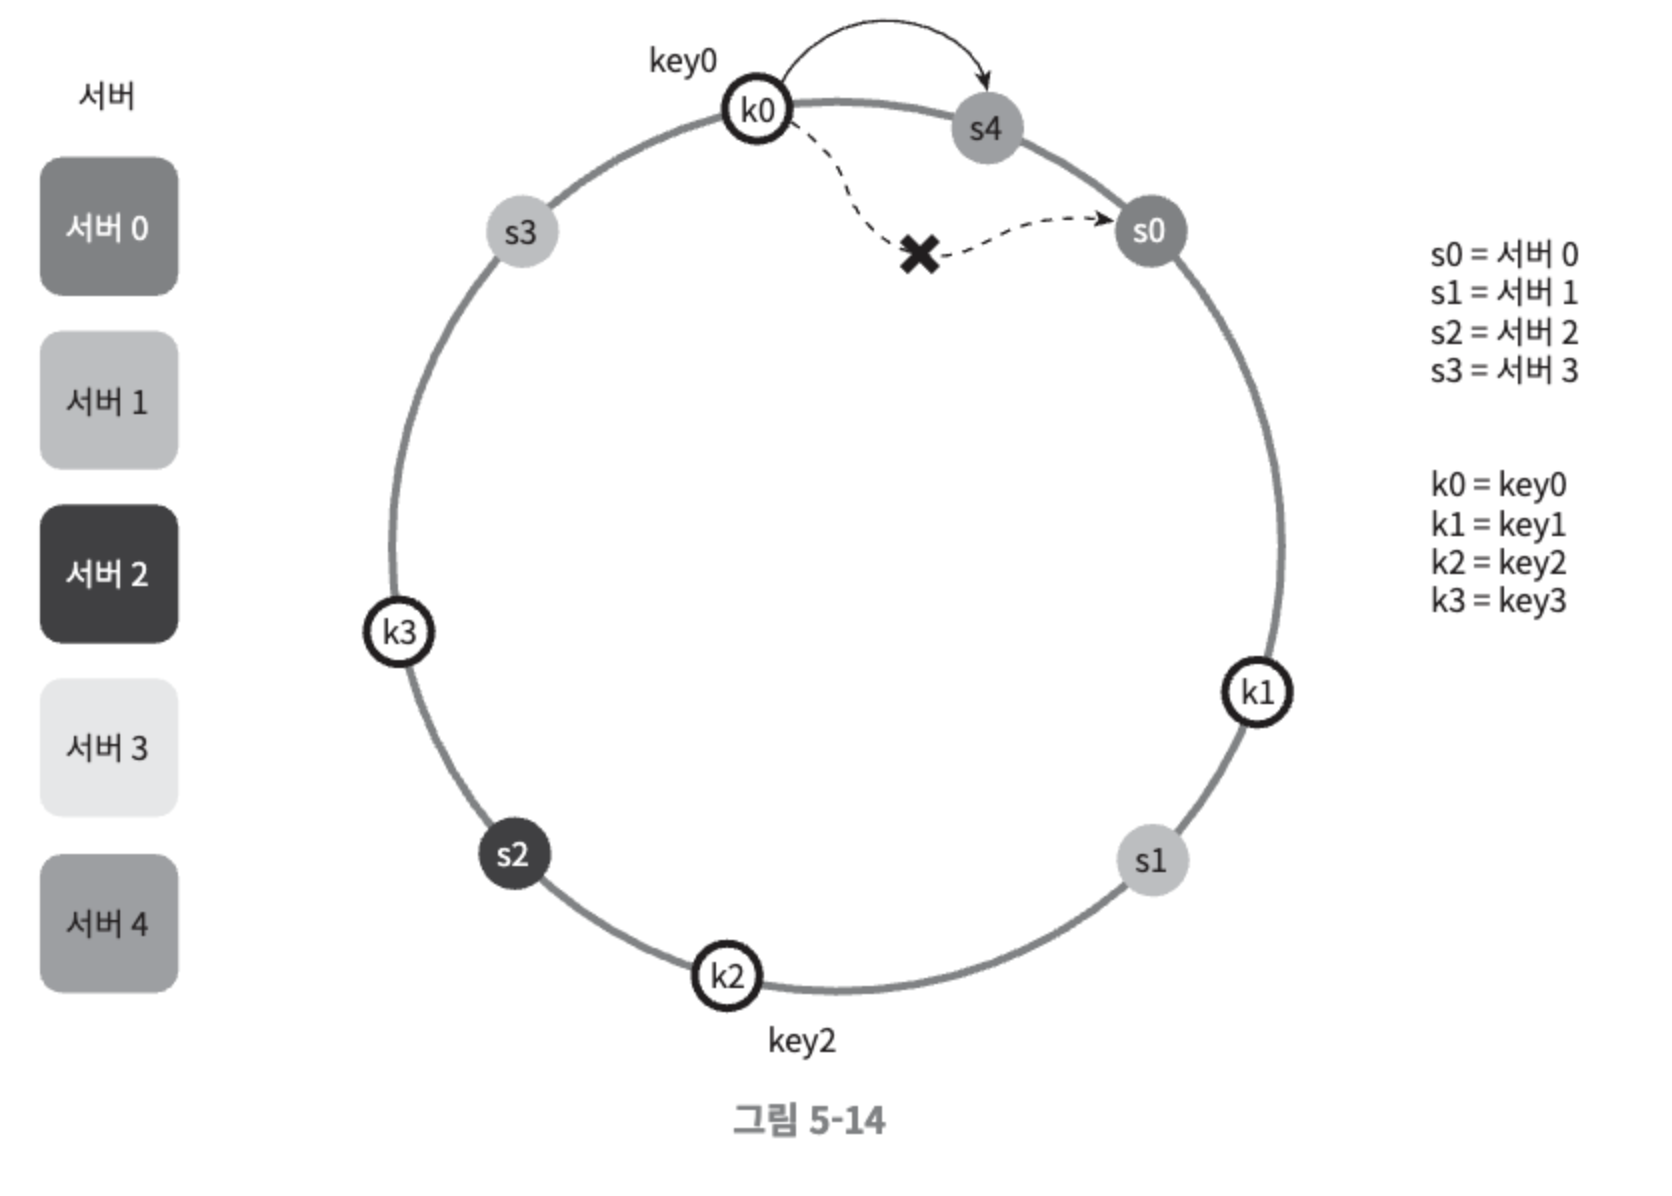 서버
서버 0
서버 1
서버 2
서버 3
서버 4
key0
k0
s4
s3
s0
k3
k1
s2
s1
k2
key2
s0 = 서버 0
s1 = 서버 1
s2 = 서버 2
s3 = 서버 3
k0 = key0
k1 = key1
k2 = key2
k3 = key3
그림 5-14